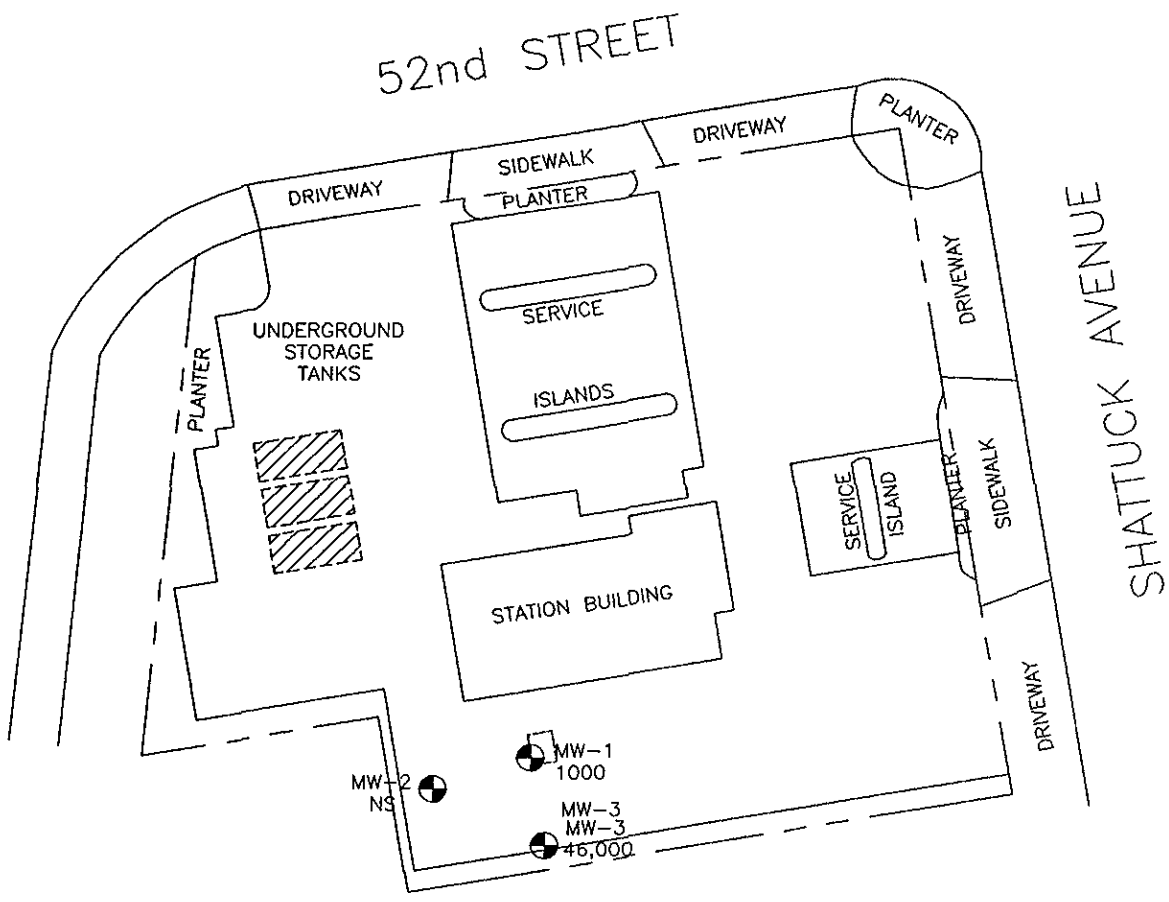 52nd STREET
PLANTER
DRIVEWAY
SIDEWALK
DRIVEWAY
PLANTER
SHATTUCK AVENUE
DRIVEWAY
UNDERGROUND
STORAGE
TANKS
SERVICE
PLANTER
ISLANDS
SERVICE
ISLAND
PLANTER
SIDEWALK
STATION BUILDING
DRIVEWAY
MW-1
1000
MW-2
NS
MW-3
MW-3
46,000